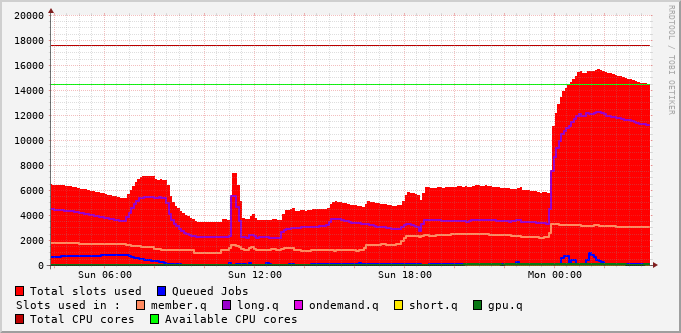 20000
18000
16000
14000
12000
10000
8000
6000
4000
2000
0
Sun 06:00 Sun 12:00 Sun 18:00 Mon 00:00
Total slots used Queued Jobs
Slots used in : member.q long.q ondemand.q short.q gpu.q
Total CPU cores Available CPU cores
RRDTOOL / TOBI OETIKER